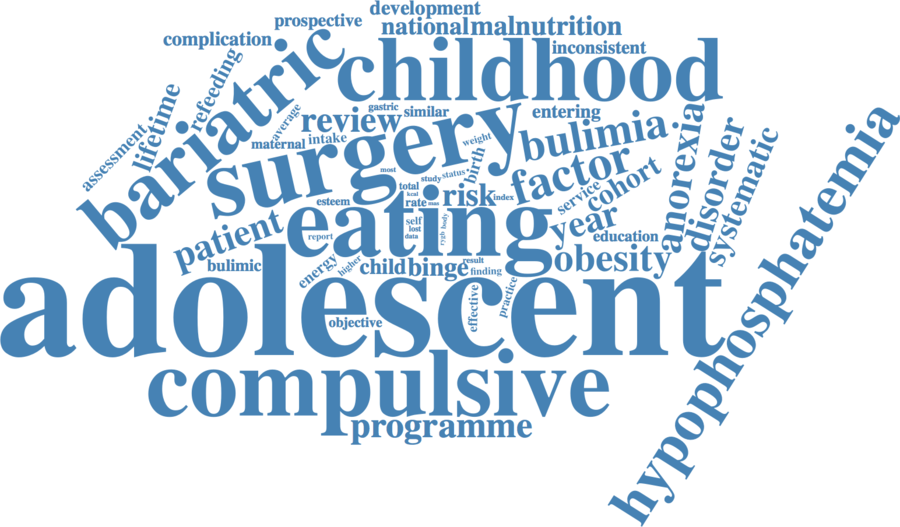 development
prospective
national malnutrition
complication
inconsistent
childhood
bariatric
refeeding
lifetime
assessment
average
gastric
similar
entering
review
surgery
maternal
intake
weight
bulimia
anorexia
disorder
systematic
hypophosphatemia
most
birth
study
status
factor
cohort
service
total
kcal
rate
risk
index
esteem
patient
eating
self
lost
data
body
rygb
year
education
report
bulimic
energy
higher
child
binge
result
finding
obesity
adolescent
effective
practice
objective
compulsive
programme